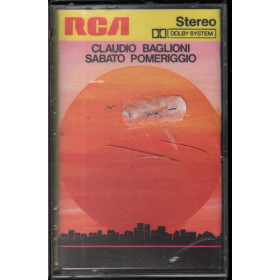 RCA
Stereo
DOLBY SYSTEM
CLAUDIO BAGLIONI
SABATO POMERIGGIO